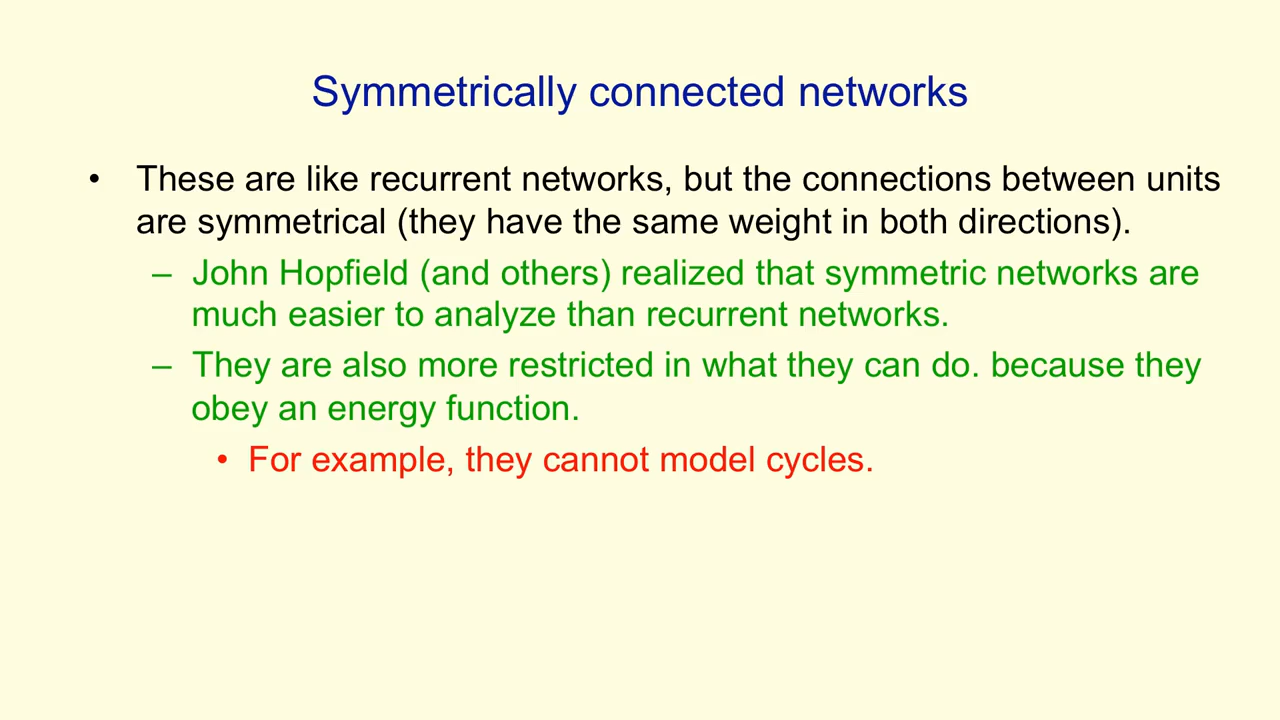 Symmetrically connected networks
• These are like recurrent networks, but the connections between units
are symmetrical (they have the same weight in both directions).
– John Hopfield (and others) realized that symmetric networks are
much easier to analyze than recurrent networks.
– They are also more restricted in what they can do. because they
obey an energy function.
• For example, they cannot model cycles.